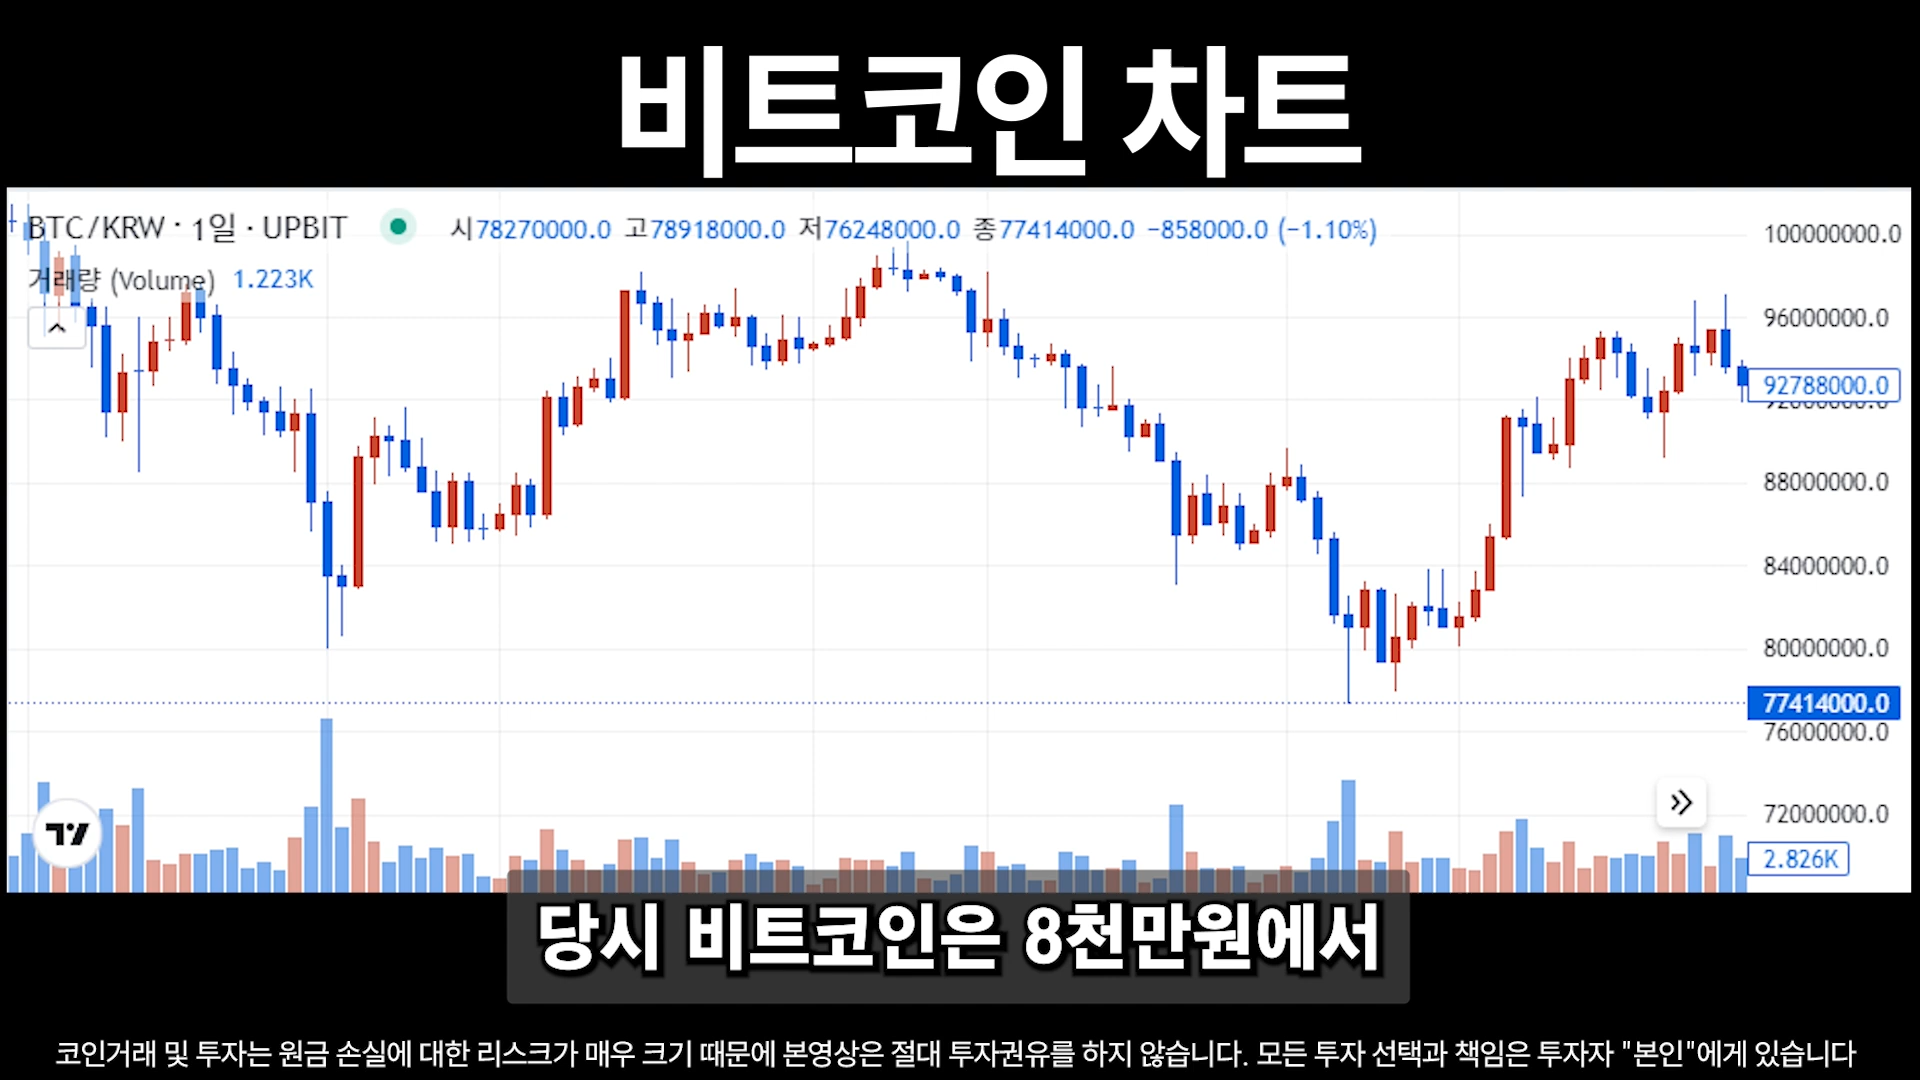 비트코인 차트
BTC/KRW · 1일 · UPBIT 시78270000.0 고78918000.0 저76248000.0 종77414000.0 −858000.0 (−1.10%)
거래량 (Volume) 1.223K
100000000.0
96000000.0
92788000.0
92000000.0
88000000.0
84000000.0
80000000.0
77414000.0
76000000.0
72000000.0
2.826K
당시 비트코인은 8천만원에서
코인거래 및 투자는 원금 손실에 대한 리스크가 매우 크기 때문에 본영상은 절대 투자권유를 하지 않습니다. 모든 투자 선택과 책임은 투자자 "본인"에게 있습니다